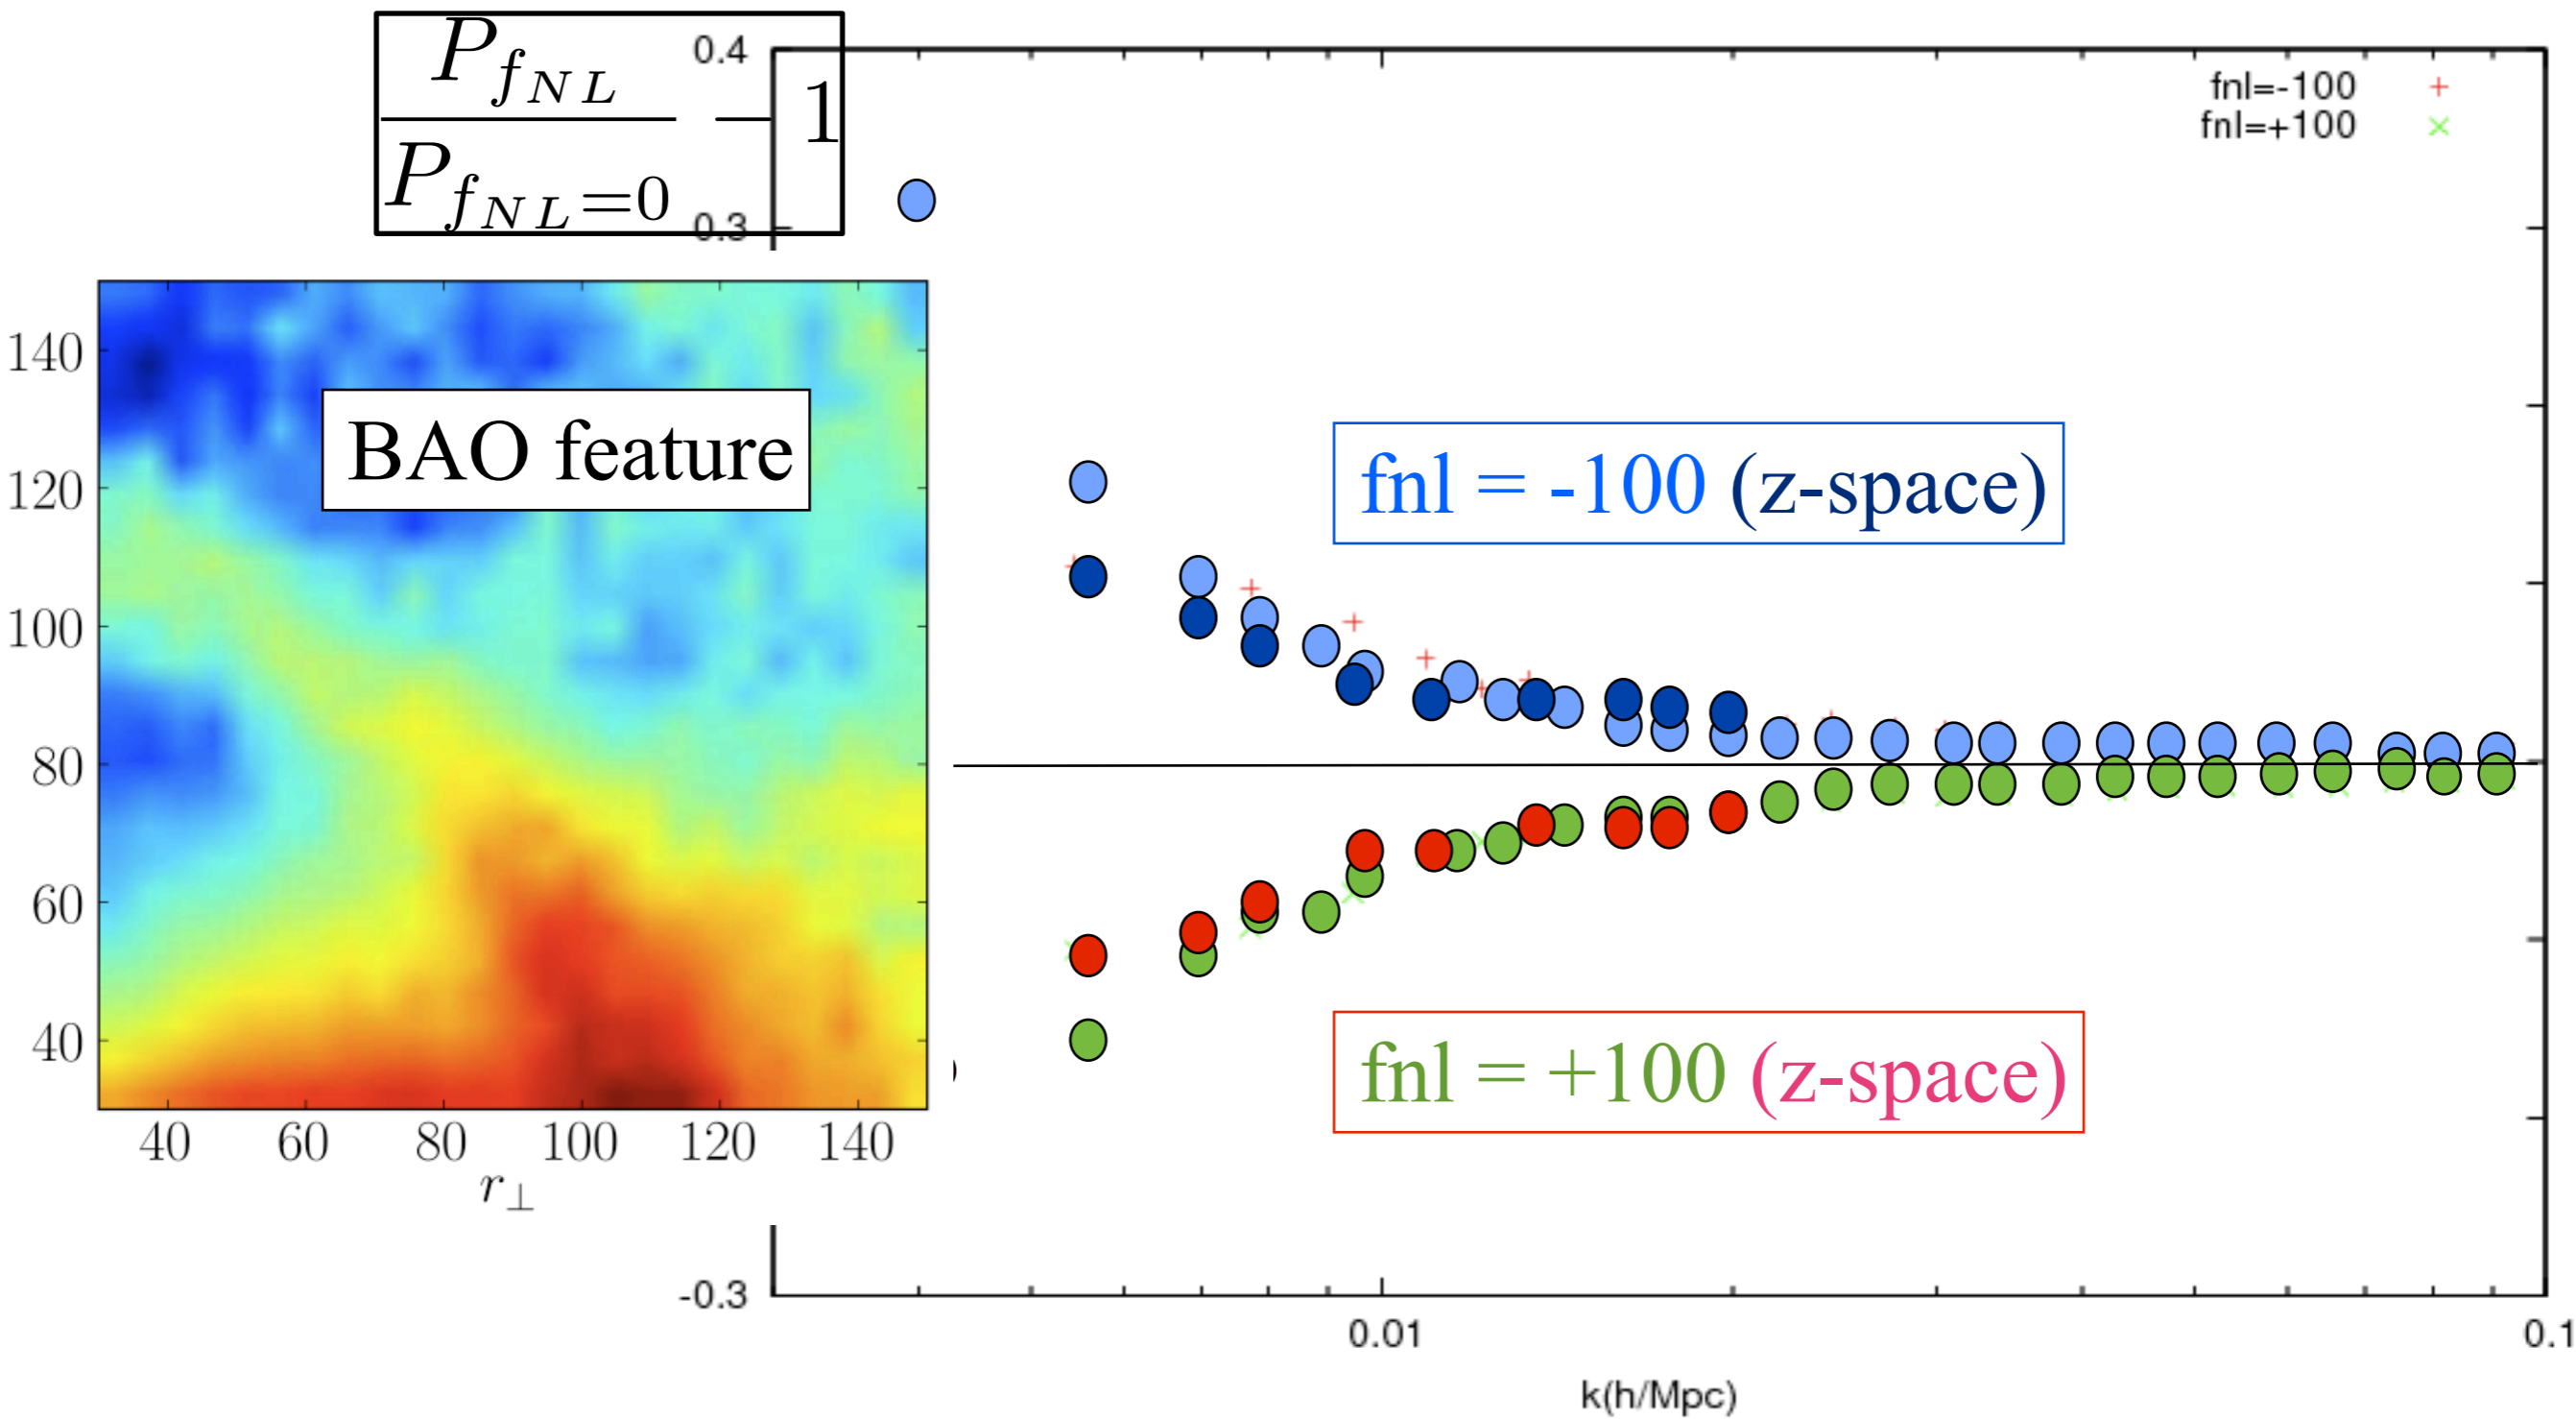 P_{f_{NL}}
/ P_{f_{NL}=0} − 1
0.4
0.3
fnl=-100 +
fnl=+100 ×
140
120
100
80
60
40
BAO feature
fnl = -100 (z-space)
fnl = +100 (z-space)
40 60 80 100 120 140
r⊥
-0.3
0.01 0.1
k(h/Mpc)